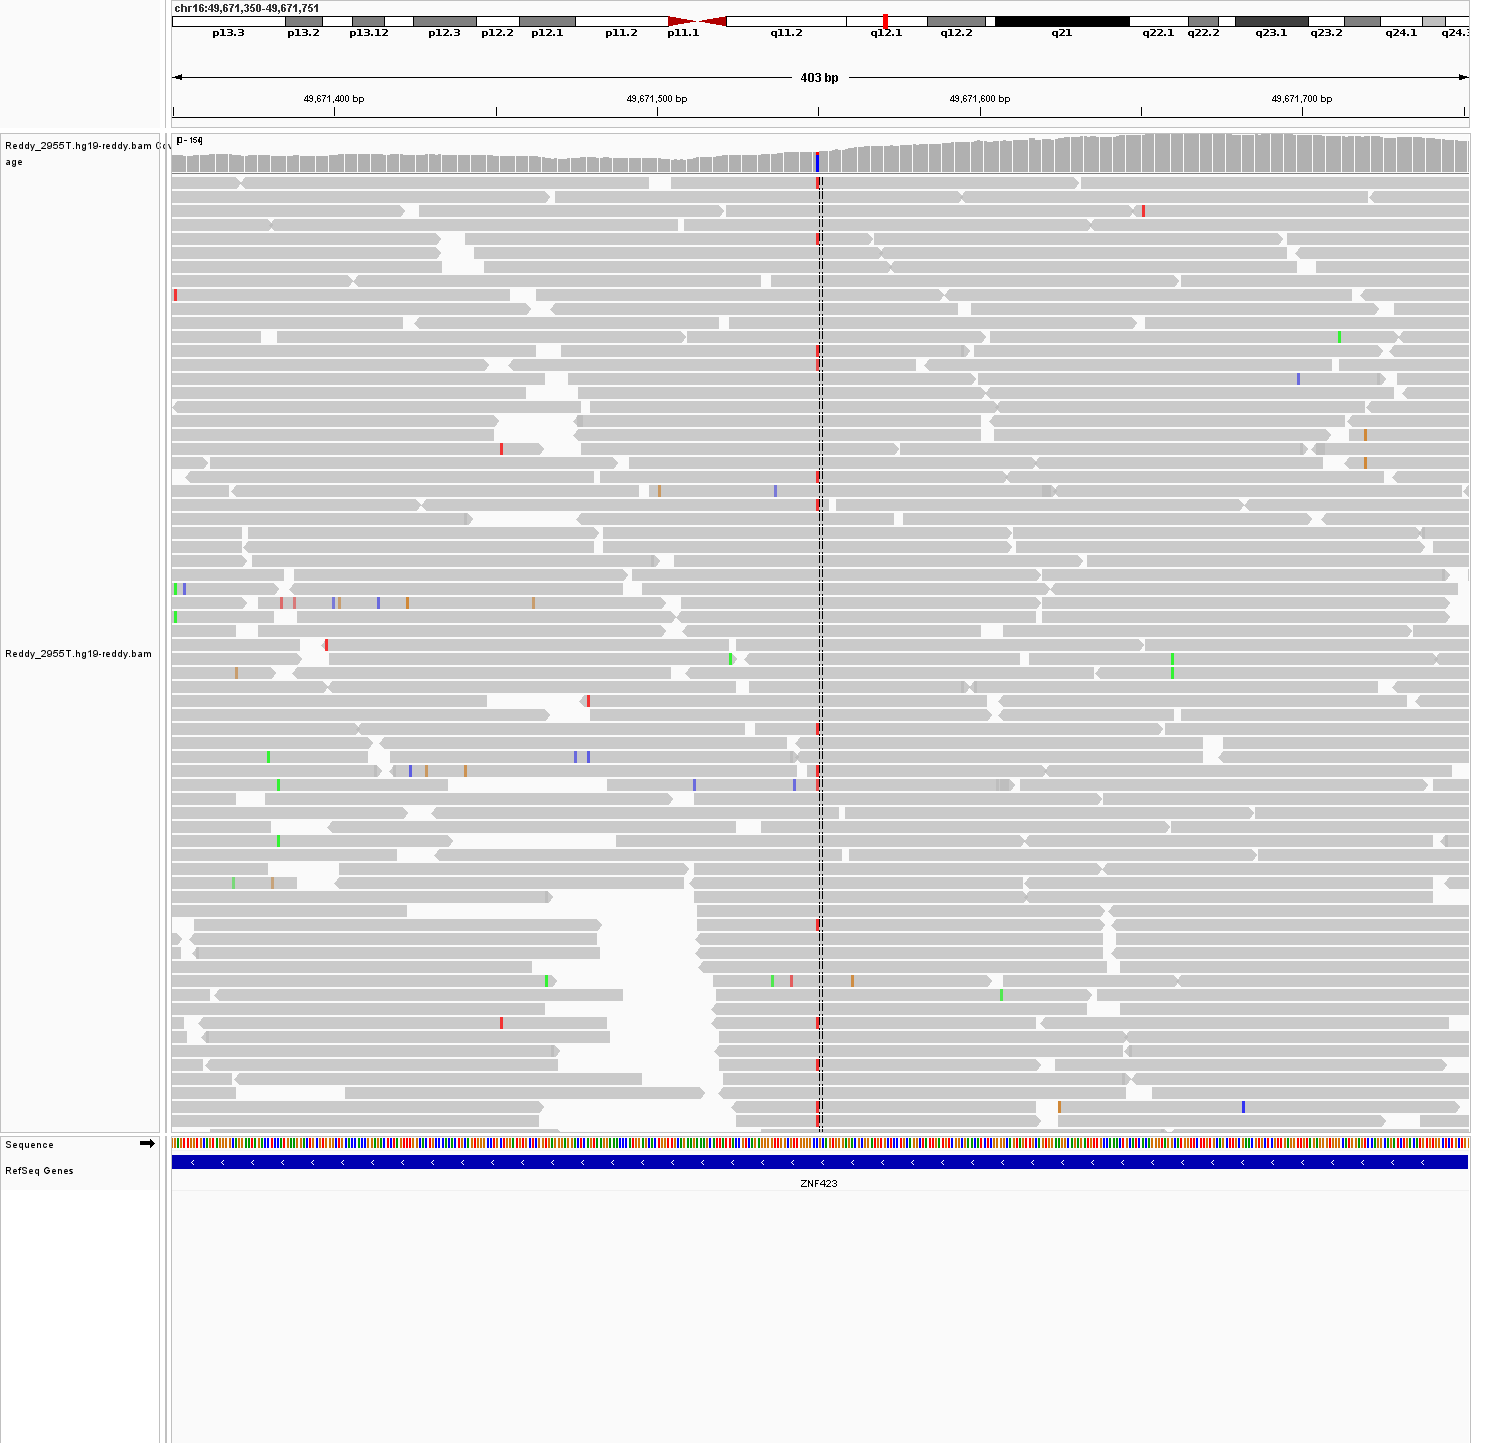 chr16:49,671,350-49,671,751
p13.3 p13.2 p13.12 p12.3 p12.2 p12.1 p11.2 p11.1 q11.2 q12.1 q12.2 q21 q22.1 q22.2 q23.1 q23.2 q24.1 q24.3
403 bp
49,671,400 bp 49,671,500 bp 49,671,600 bp 49,671,700 bp
[0 - 154]
Reddy_2955T.hg19-reddy.bam Cov
age
Reddy_2955T.hg19-reddy.bam
Sequence
RefSeq Genes
ZNF423